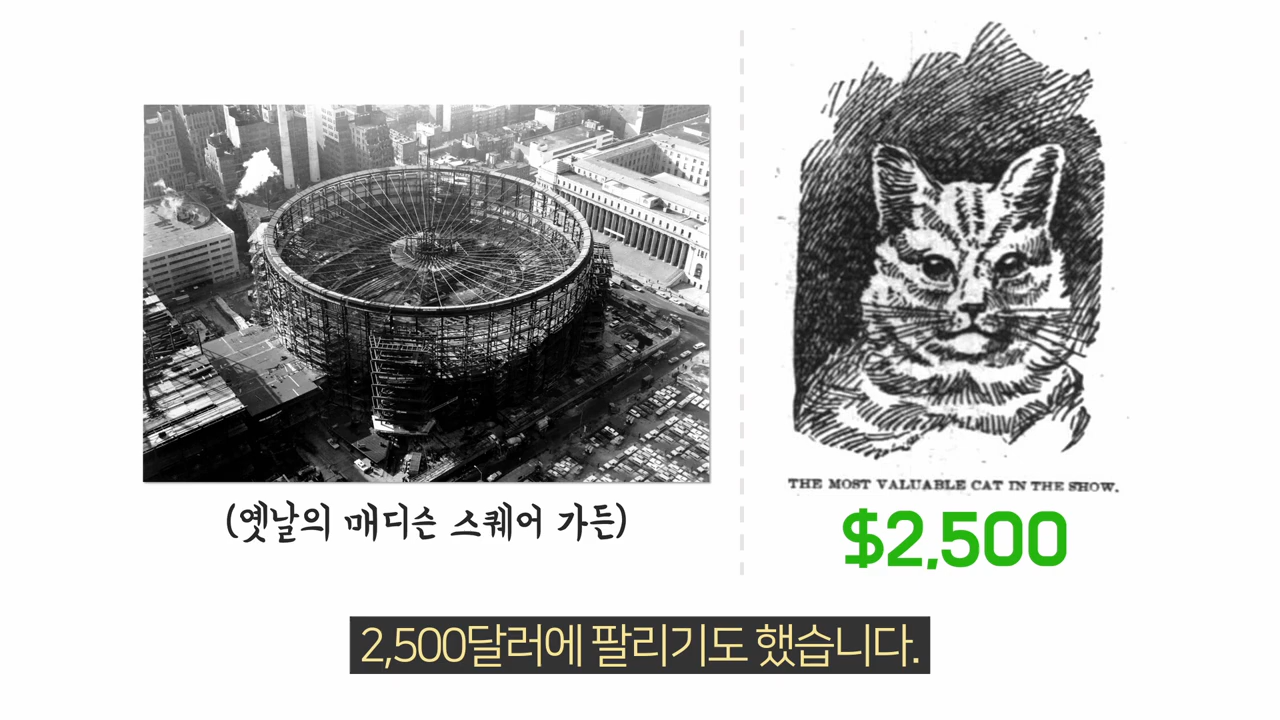 (옛날의 매디슨 스퀘어 가든)
THE MOST VALUABLE CAT IN THE SHOW.
$2,500
2,500달러에 팔리기도 했습니다.